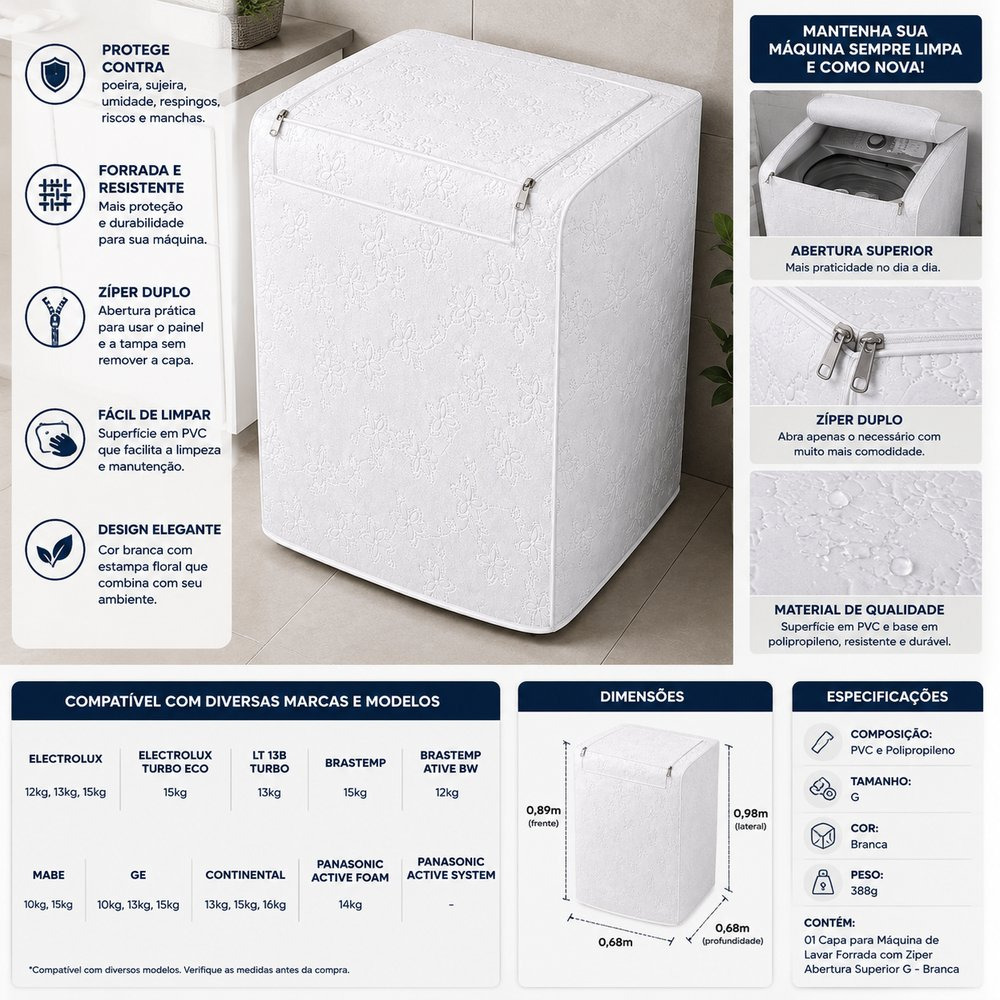 PROTEGE
CONTRA
poeira, sujeira,
umidade, respingos,
riscos e manchas.
FORRADA E
RESISTENTE
Mais proteção
e durabilidade
para sua máquina.
ZÍPER DUPLO
Abertura prática
para usar o painel
e a tampa sem
remover a capa.
FÁCIL DE LIMPAR
Superfície em PVC
que facilita a limpeza
e manutenção.
DESIGN ELEGANTE
Cor branca com
estampa floral que
combina com seu
ambiente.
MANTENHA SUA
MÁQUINA SEMPRE LIMPA
E COMO NOVA!
ABERTURA SUPERIOR
Mais praticidade no dia a dia.
ZÍPER DUPLO
Abra apenas o necessário com
muito mais comodidade.
MATERIAL DE QUALIDADE
Superfície em PVC e base em
polipropileno, resistente e durável.
COMPATÍVEL COM DIVERSAS MARCAS E MODELOS
ELECTROLUX
12kg, 13kg, 15kg
ELECTROLUX
TURBO ECO
15kg
LT 13B
TURBO
13kg
BRASTEMP
15kg
BRASTEMP
ATIVE BW
12kg
MABE
10kg, 15kg
GE
10kg, 13kg, 15kg
CONTINENTAL
13kg, 15kg, 16kg
PANASONIC
ACTIVE FOAM
14kg
PANASONIC
ACTIVE SYSTEM
-
*Compatível com diversos modelos. Verifique as medidas antes da compra.
DIMENSÕES
0,89m
(frente)
0,98m
(lateral)
0,68m
0,68m
(profundidade)
ESPECIFICAÇÕES
COMPOSIÇÃO:
PVC e Polipropileno
TAMANHO:
G
COR:
Branca
PESO:
388g
CONTÉM:
01 Capa para Máquina de
Lavar Forrada com Ziper
Abertura Superior G - Branca